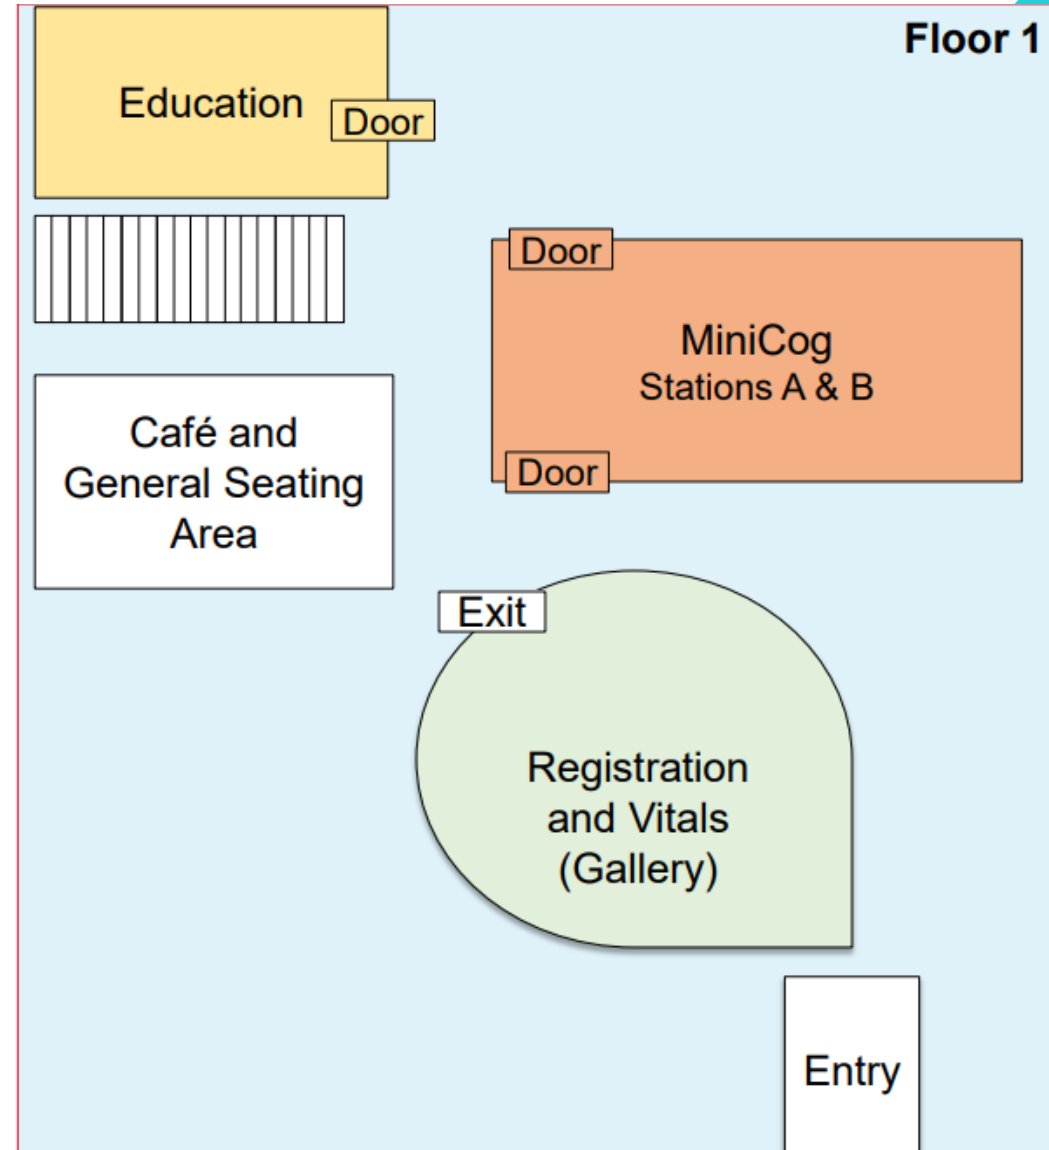 Floor 1
Education
Door
Door
MiniCog
Stations A & B
Door
Café and
General Seating
Area
Exit
Registration
and Vitals
(Gallery)
Entry